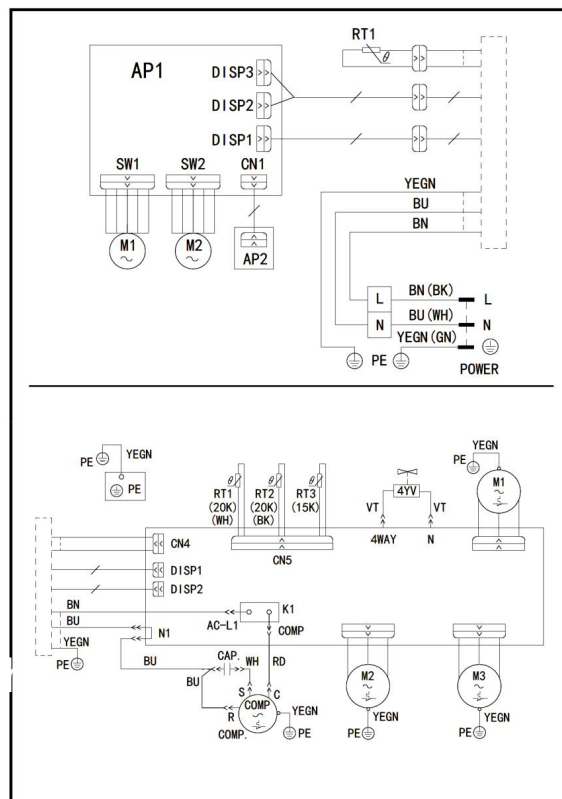 RT1
θ
AP1
DISP3
DISP2
DISP1
SW1 SW2 CN1
YEGN
BU
BN
M1 M2
AP2
L BN(BK) L
N BU(WH) N
YEGN(GN)
PE
POWER
YEGN
PE
PE
θ θ θ
RT1 RT2 RT3
(20K) (20K) (15K)
(WH) (BK)
4YV
VT VT
YEGN
PE
M1
4WAY N
CN4
CN5
DISP1
DISP2
BN
BU
N1
YEGN
PE
K1
AC-L1
COMP
BU
CAP.
WH RD
BU
S C
COMP
R
COMP.
YEGN
PE
M2
YEGN
PE
M3
YEGN
PE